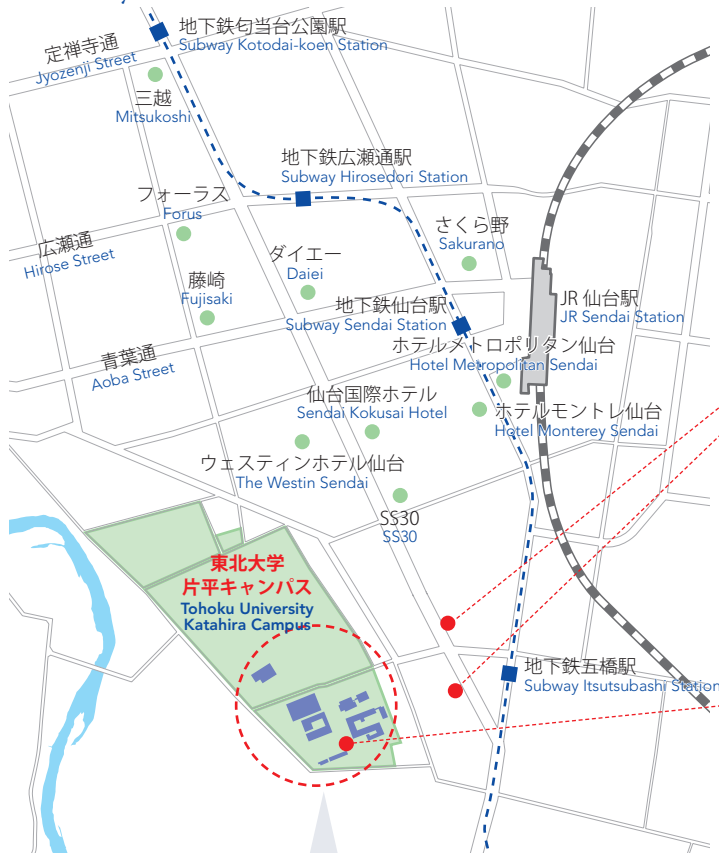 地下鉄匂当台公園駅
Subway Kotodai-koen Station
定禅寺通
Jyozenji Street
三越
Mitsukoshi
地下鉄広瀬通駅
Subway Hirosedori Station
フォーラス
Forus
さくら野
Sakurano
広瀬通
Hirose Street
ダイエー
Daiei
藤崎
Fujisaki
地下鉄仙台駅
Subway Sendai Station
JR 仙台駅
JR Sendai Station
ホテルメトロポリタン仙台
Hotel Metropolitan Sendai
青葉通
Aoba Street
仙台国際ホテル
Sendai Kokusai Hotel
ホテルモントレ仙台
Hotel Monterey Sendai
ウェスティンホテル仙台
The Westin Sendai
SS30
SS30
東北大学
片平キャンパス
Tohoku University
Katahira Campus
地下鉄五橋駅
Subway Itsutsubashi Station